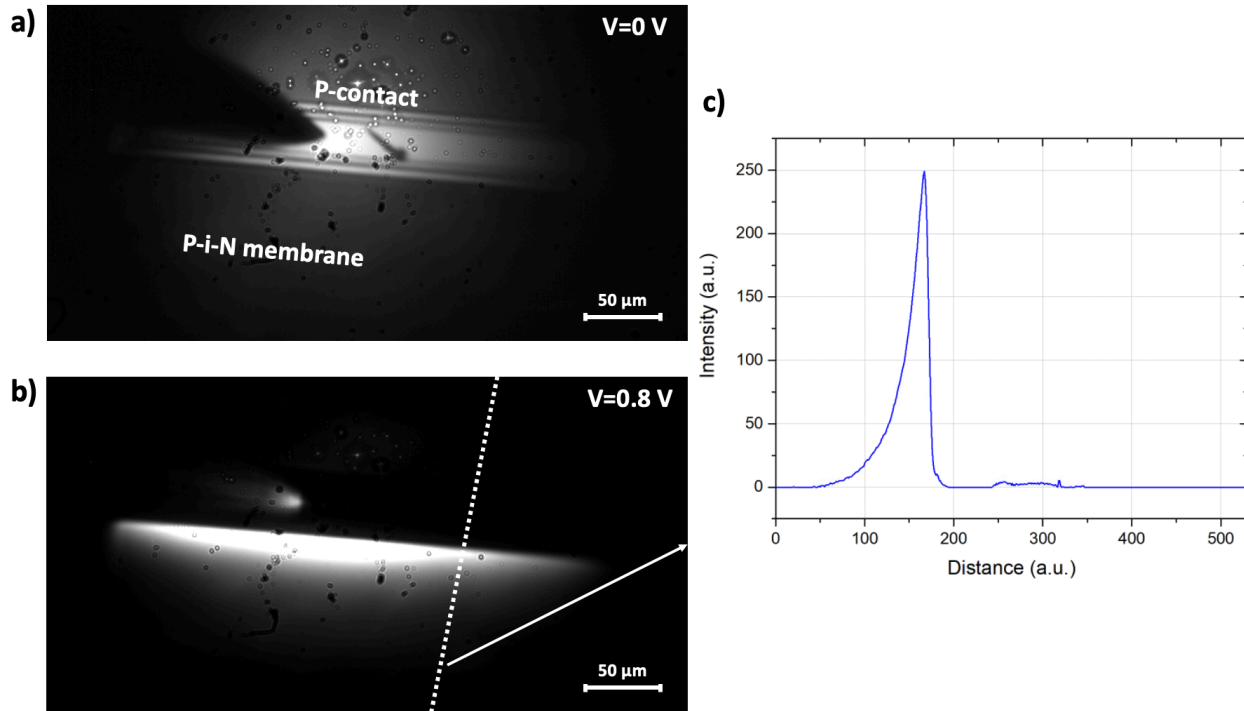 a)
V=0 V
P-contact
P-i-N membrane
50 µm
b)
V=0.8 V
50 µm
c)
Intensity (a.u.)
250
250
200
150
100
50
0
0
100
200
300
400
500
Distance (a.u.)